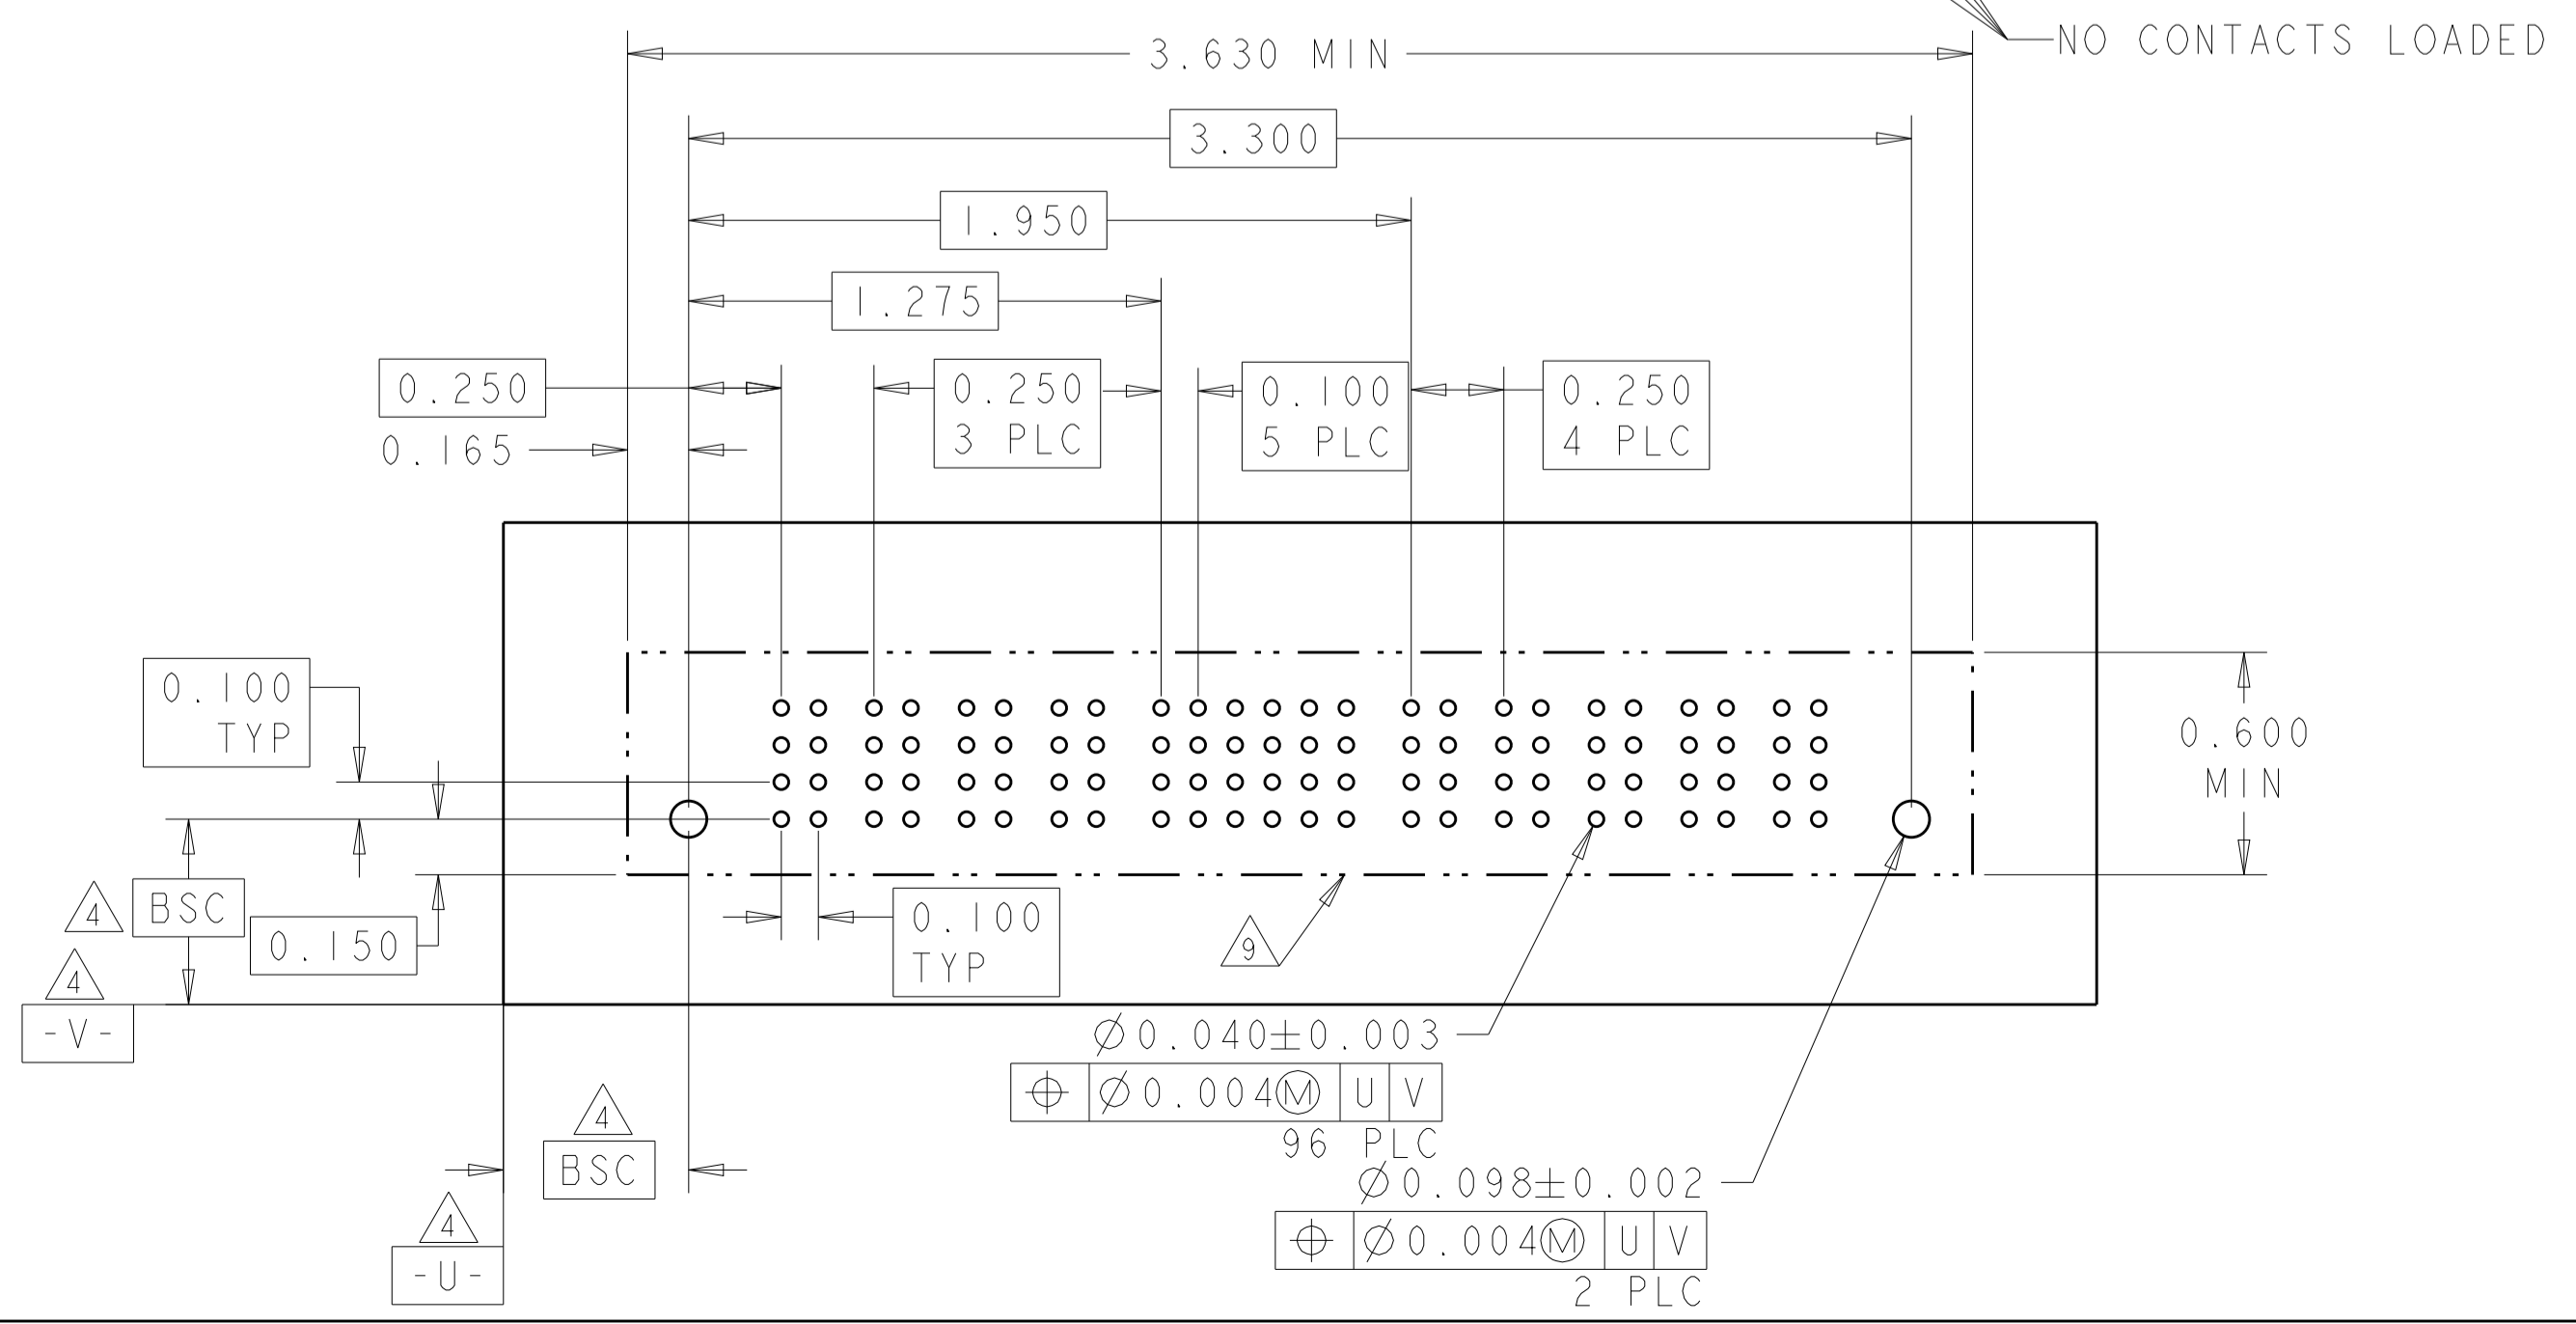 NO CONTACTS LOADED
3.630 MIN
3.300
1.950
1.275
0.250
0.250
3 PLC
0.100
5 PLC
0.250
4 PLC
0.165
0.100
TYP
0.600
MIN
4
BSC
0.150
4
-V-
0.100
TYP
9
Ø0.040±0.003
⌖ Ø0.004Ⓜ U V
96 PLC
4
BSC
Ø0.098±0.002
⌖ Ø0.004Ⓜ U V
2 PLC
4
-U-